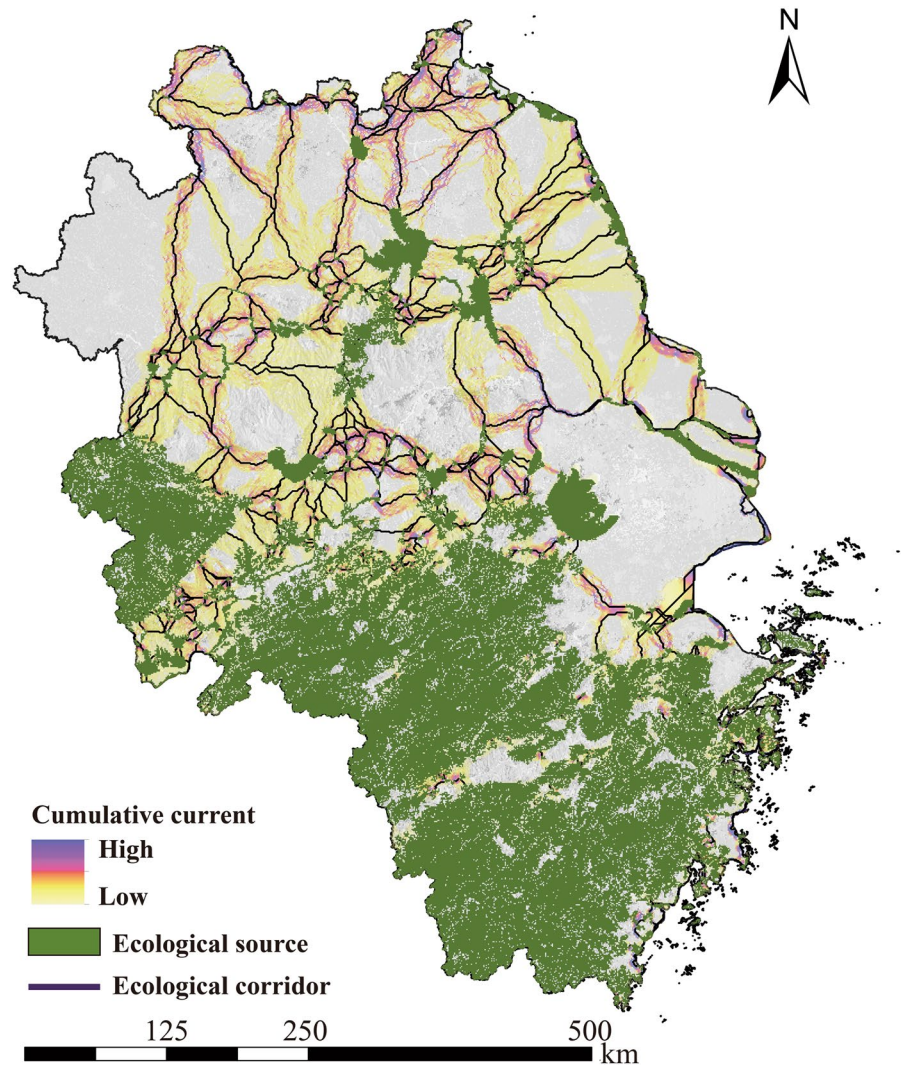 N
Cumulative current
High
Low
Ecological source
Ecological corridor
125 250 500
km